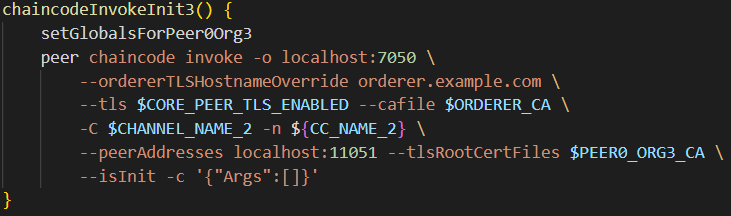 chaincodeInvokeInit3() {
    setGlobalsForPeer0Org3
    peer chaincode invoke -o localhost:7050 \
        --ordererTLSHostnameOverride orderer.example.com \
        --tls $CORE_PEER_TLS_ENABLED --cafile $ORDERER_CA \
        -C $CHANNEL_NAME_2 -n ${CC_NAME_2} \
        --peerAddresses localhost:11051 --tlsRootCertFiles $PEER0_ORG3_CA \
        --isInit -c '{"Args":[]}'
}